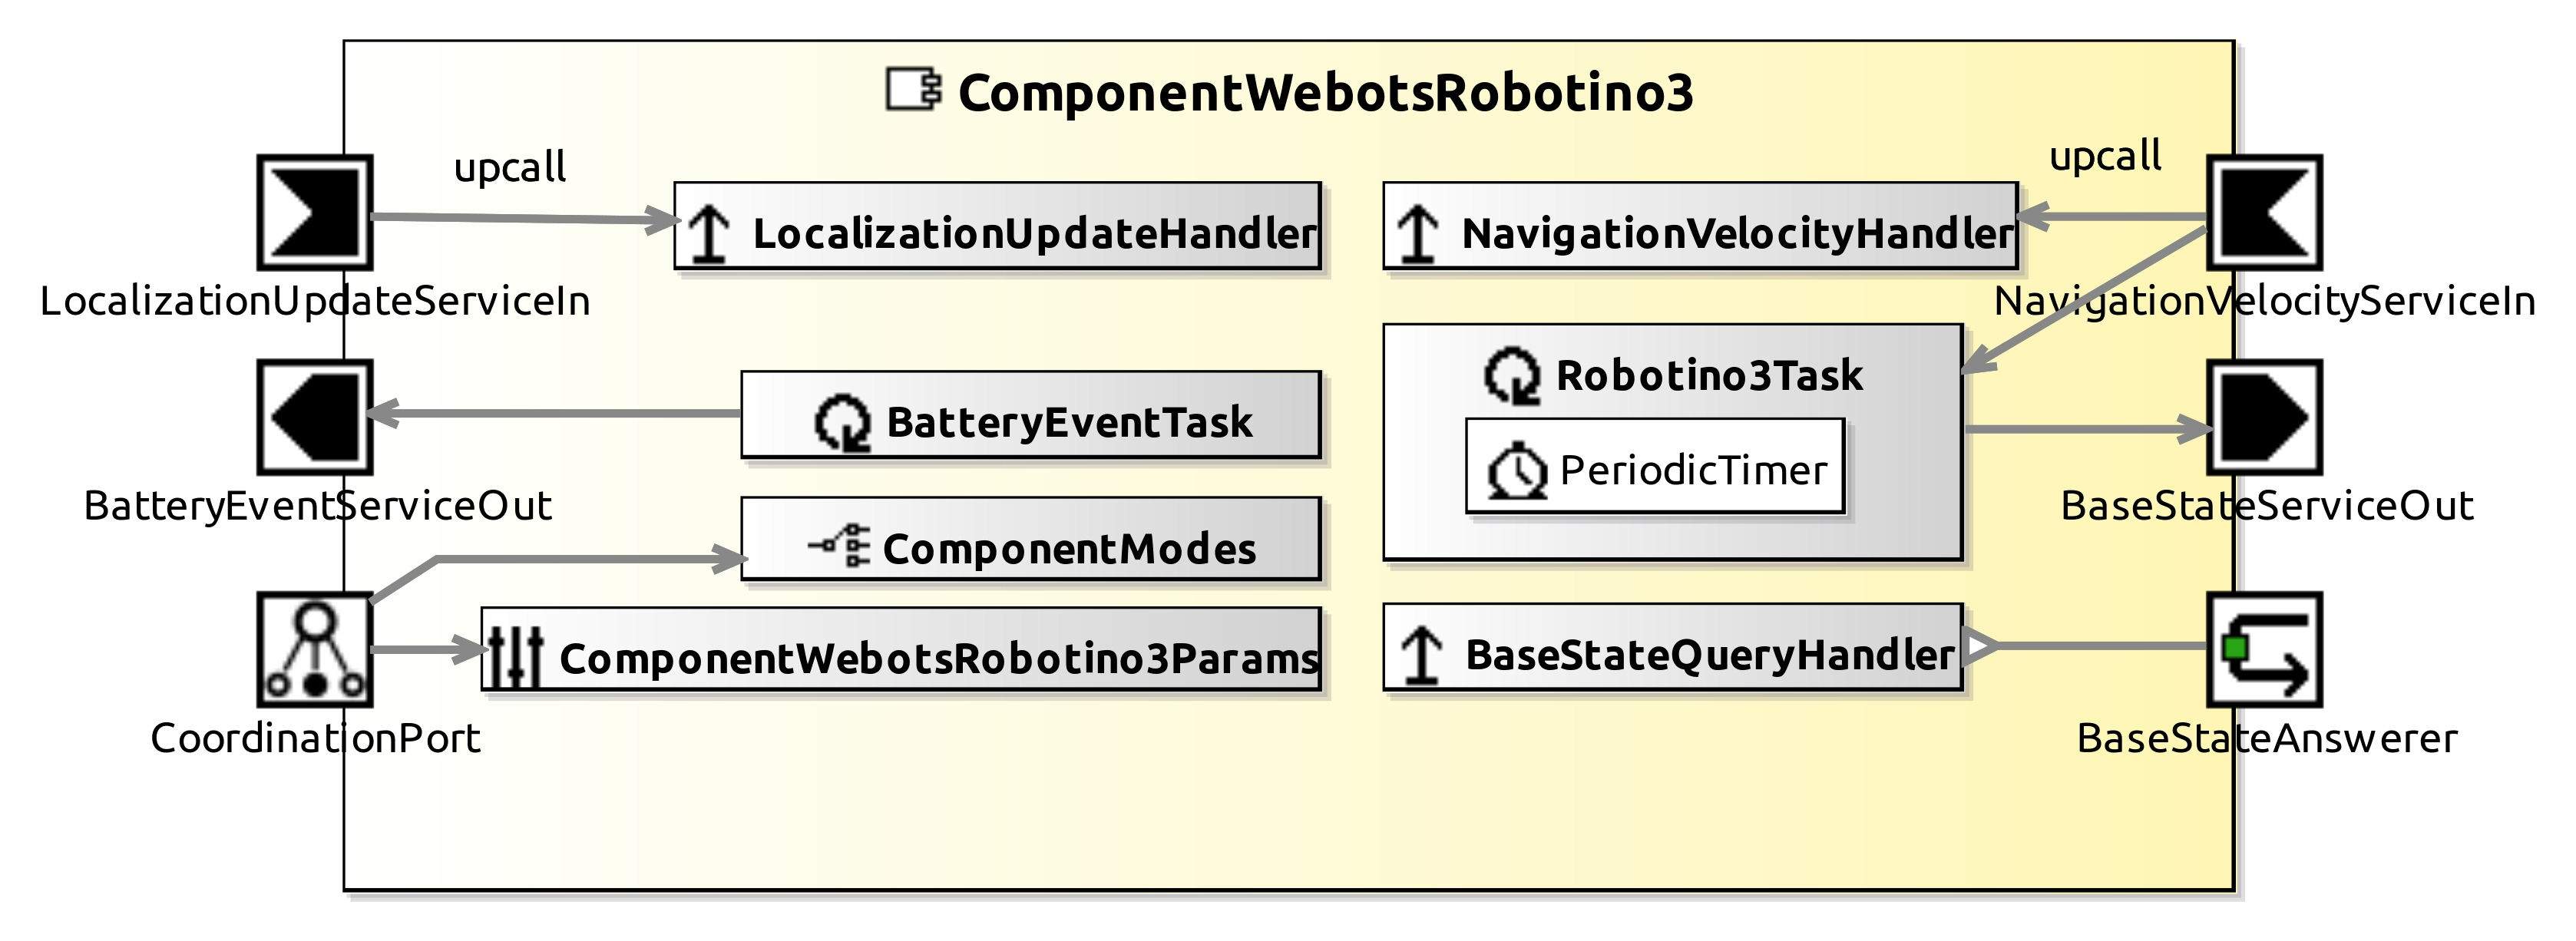 ComponentWebotsRobotino3
upcall
upcall
LocalizationUpdateHandler
NavigationVelocityHandler
LocalizationUpdateServiceIn
NavigationVelocityServiceIn
Robotino3Task
BatteryEventTask
PeriodicTimer
BatteryEventServiceOut
BaseStateServiceOut
ComponentModes
ComponentWebotsRobotino3Params
BaseStateQueryHandler
CoordinationPort
BaseStateAnswerer